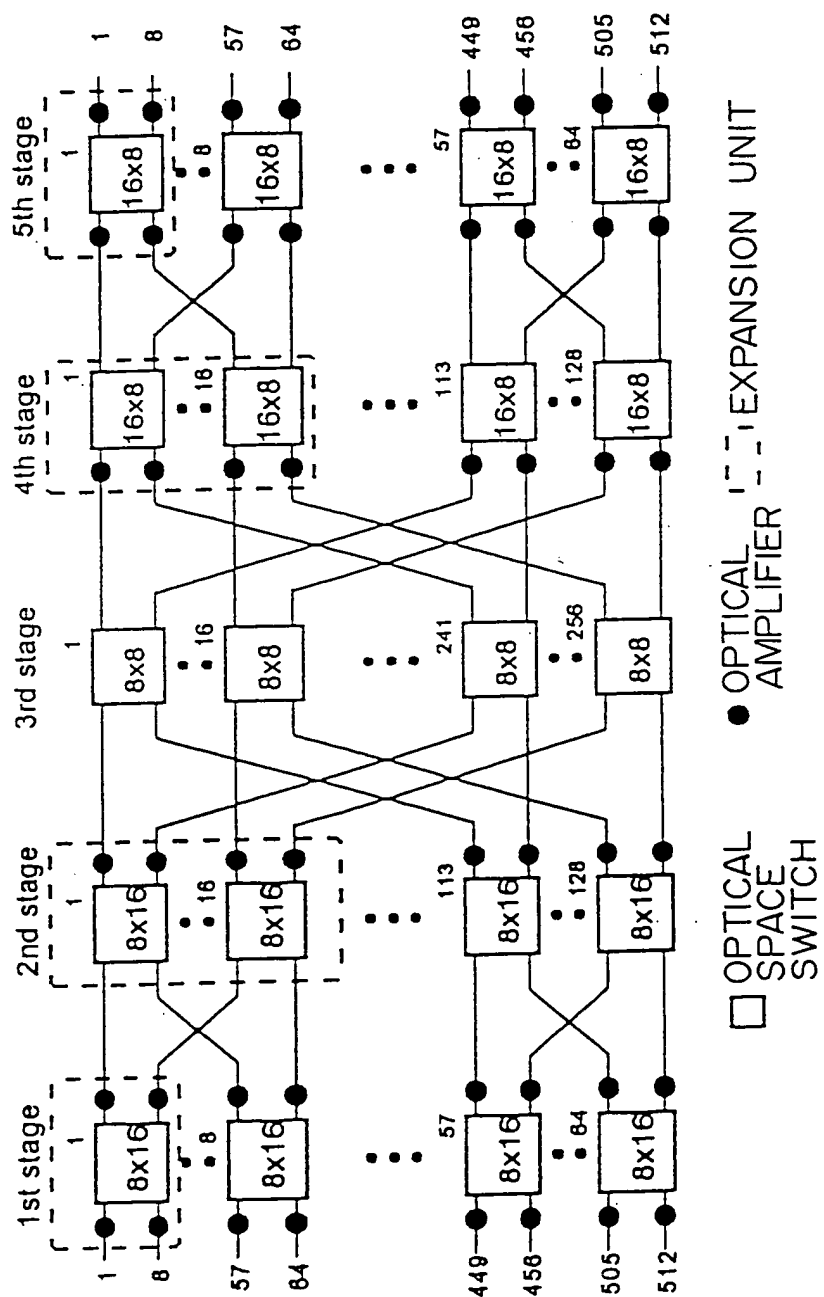 1st stage
2nd stage
3rd stage
4th stage
5th stage
1 1 1 1 1
1 8x16 8x16 8x8 16x8 16x8 1
8 8
8 16 16 16 8
57 8x16 8x16 8x8 16x8 16x8 57
64 64
57 113 241 113 57
449 8x16 8x16 8x8 16x8 16x8 449
456 456
64 128 256 128 64
505 8x16 8x16 8x8 16x8 16x8 505
512 512
OPTICAL
SPACE
SWITCH
OPTICAL
AMPLIFIER
EXPANSION UNIT